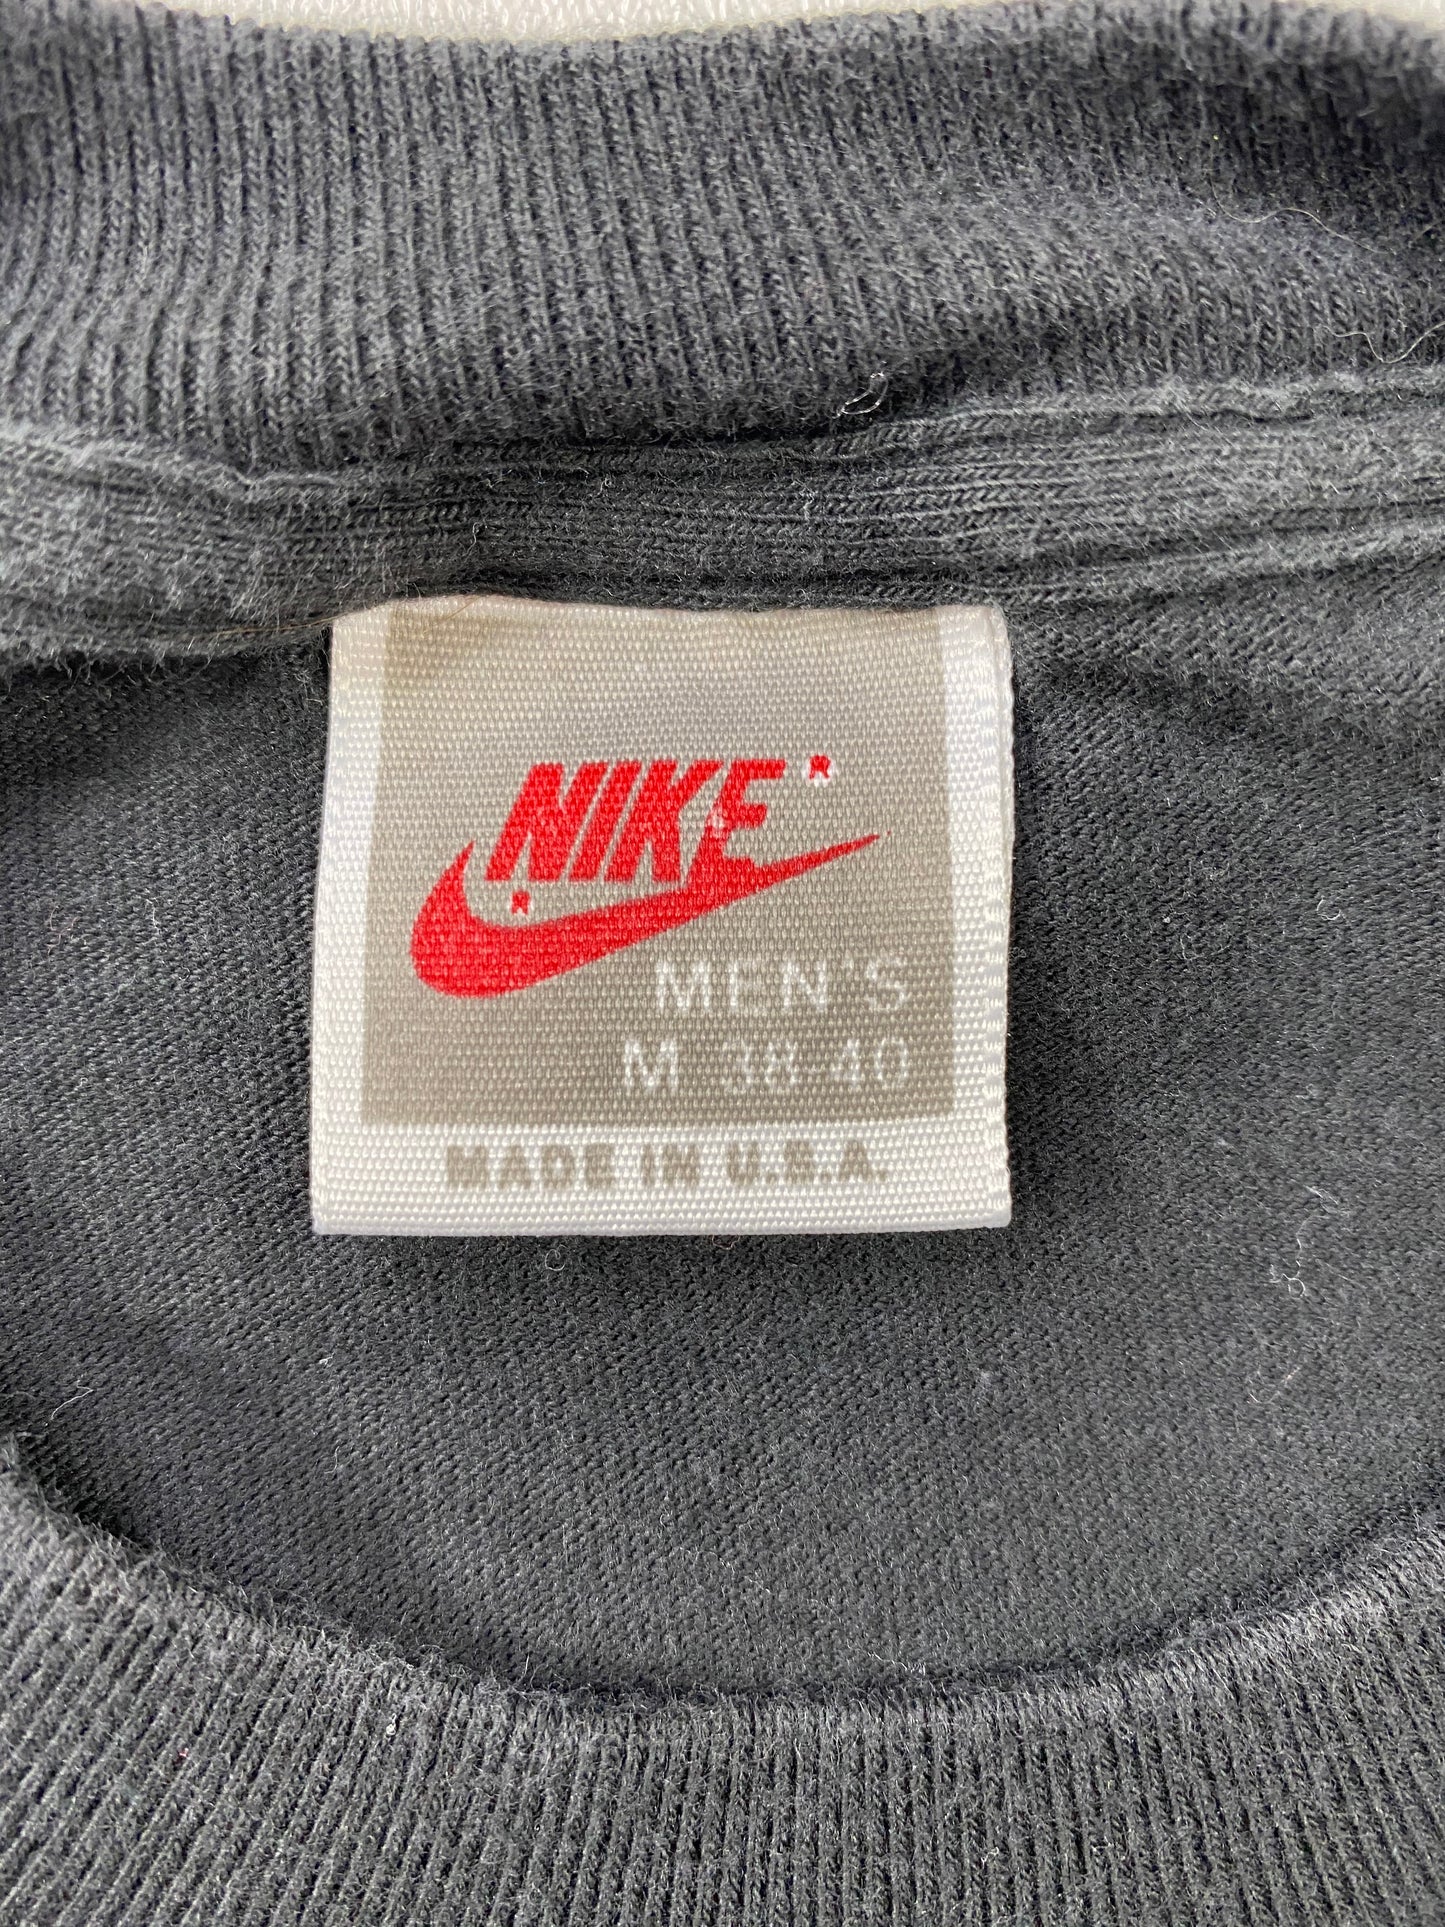 NIKE ®
®
MEN'S
M 38-40
MADE IN U.S.A.